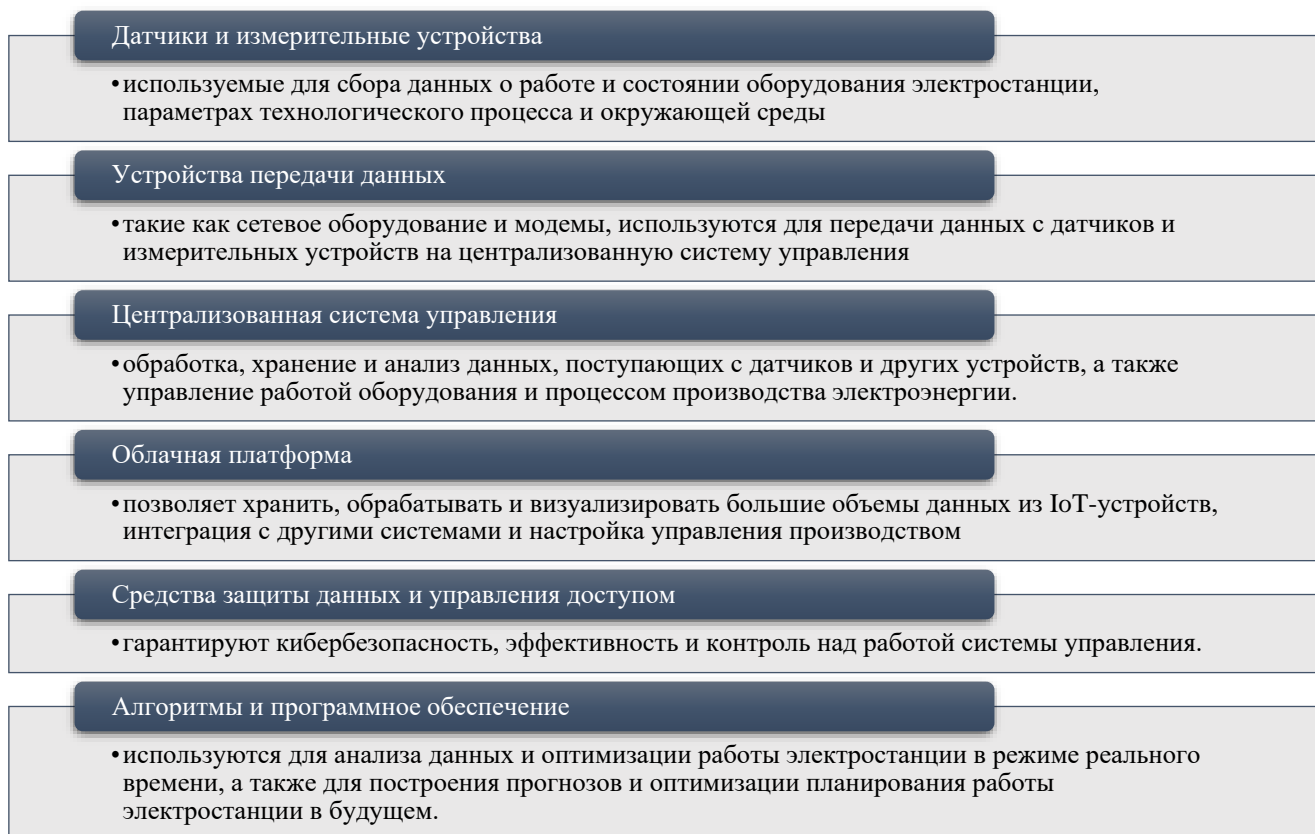 Датчики и измерительные устройства
•используемые для сбора данных о работе и состоянии оборудования электростанции,
параметрах технологического процесса и окружающей среды
Устройства передачи данных
•такие как сетевое оборудование и модемы, используются для передачи данных с датчиков и
измерительных устройств на централизованную систему управления
Централизованная система управления
•обработка, хранение и анализ данных, поступающих с датчиков и других устройств, а также
управление работой оборудования и процессом производства электроэнергии.
Облачная платформа
•позволяет хранить, обрабатывать и визуализировать большие объемы данных из IoT-устройств,
интеграция с другими системами и настройка управления производством
Средства защиты данных и управления доступом
•гарантируют кибербезопасность, эффективность и контроль над работой системы управления.
Алгоритмы и программное обеспечение
•используются для анализа данных и оптимизации работы электростанции в режиме реального
времени, а также для построения прогнозов и оптимизации планирования работы
электростанции в будущем.